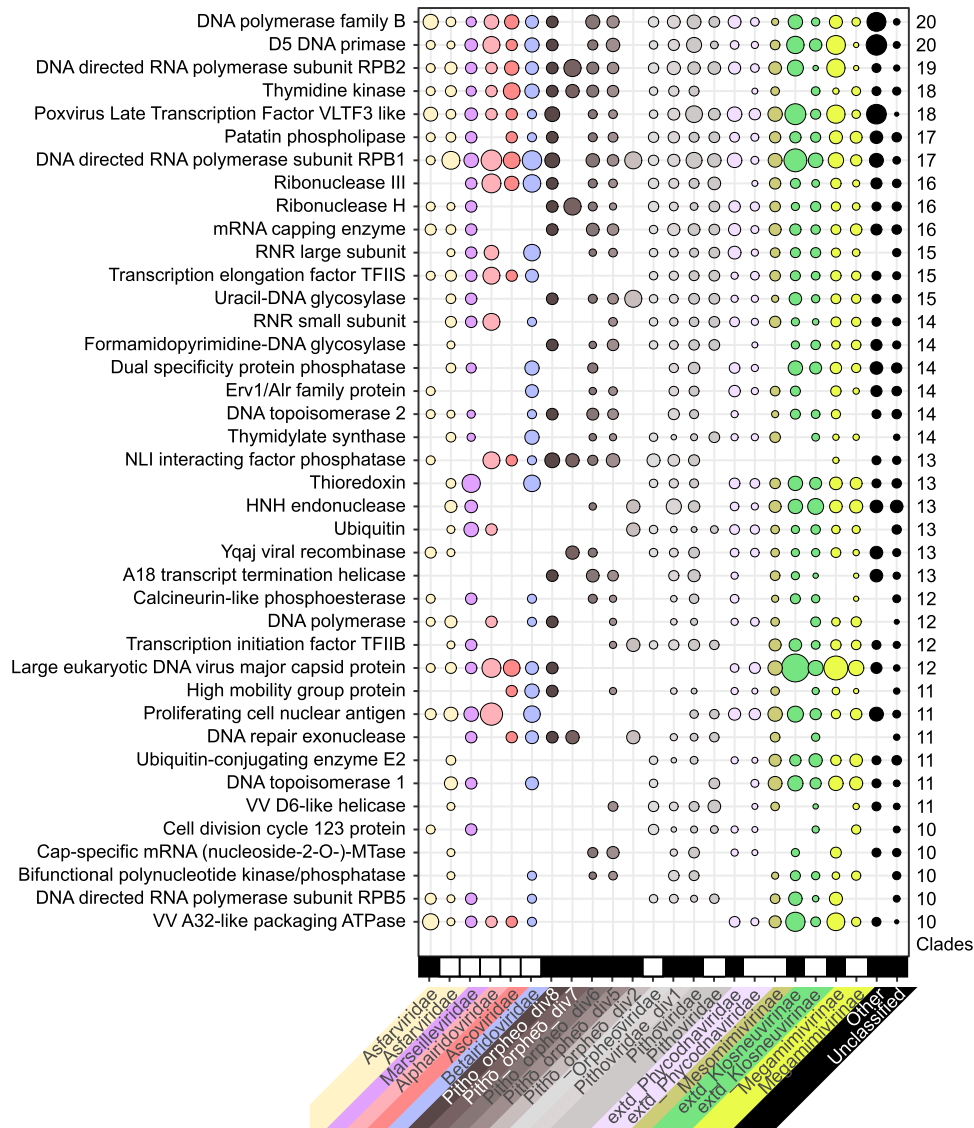 DNA polymerase family B 20
D5 DNA primase 20
DNA directed RNA polymerase subunit RPB2 19
Thymidine kinase 18
Poxvirus Late Transcription Factor VLTF3 like 18
Patatin phospholipase 17
DNA directed RNA polymerase subunit RPB1 17
Ribonuclease III 16
Ribonuclease H 16
mRNA capping enzyme 16
RNR large subunit 15
Transcription elongation factor TFIIS 15
Uracil-DNA glycosylase 15
RNR small subunit 14
Formamidopyrimidine-DNA glycosylase 14
Dual specificity protein phosphatase 14
Erv1/Alr family protein 14
DNA topoisomerase 2 14
Thymidylate synthase 14
NLI interacting factor phosphatase 13
Thioredoxin 13
HNH endonuclease 13
Ubiquitin 13
Yqaj viral recombinase 13
A18 transcript termination helicase 13
Calcineurin-like phosphoesterase 12
DNA polymerase 12
Transcription initiation factor TFIIB 12
Large eukaryotic DNA virus major capsid protein 12
High mobility group protein 11
Proliferating cell nuclear antigen 11
DNA repair exonuclease 11
Ubiquitin-conjugating enzyme E2 11
DNA topoisomerase 1 11
VV D6-like helicase 11
Cell division cycle 123 protein 10
Cap-specific mRNA (nucleoside-2-O-)-MTase 10
Bifunctional polynucleotide kinase/phosphatase 10
DNA directed RNA polymerase subunit RPB5 10
VV A32-like packaging ATPase 10
Clades
Asfarviridae
Asfarviridae
Marseilleviridae
Alphairidoviridae
Ascoviridae
Betairidoviridae
Pitho_orpheo_div8
Pitho_orpheo_div7
Pitho_orpheo_div6
Pitho_orpheo_div5
Pitho_orpheo_div2
Orpheoviridae
Pithoviridae
extd_Phycodnaviridae
extd_Phycodnaviridae
Mesomimivirinae
extd_Klosneuvirinae
extd_Klosneuvirinae
Megamimivirinae
Megamimivirinae
Other
Unclassified